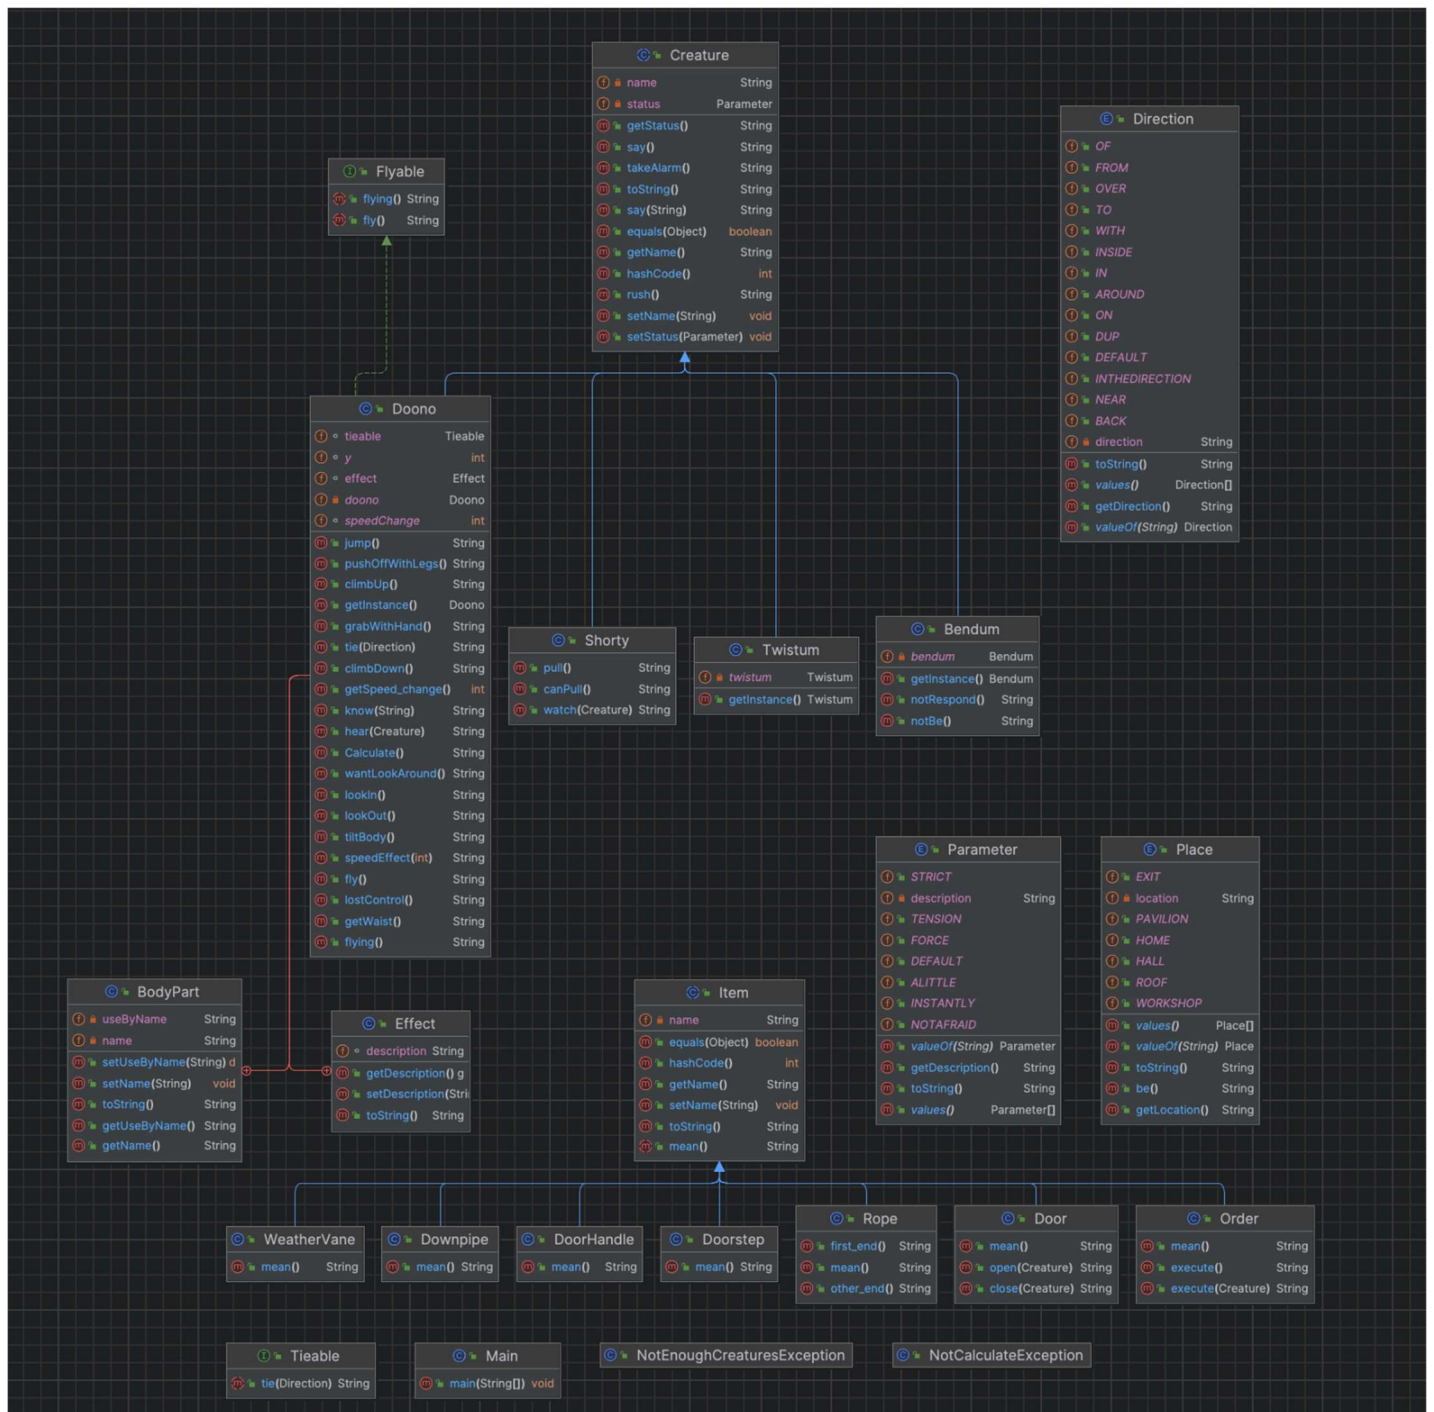 Creature
name String
status Parameter
getStatus() String
say() String
takeAlarm() String
toString() String
say(String) String
equals(Object) boolean
getName() String
hashCode() int
rush() String
setName(String) void
setStatus(Parameter) void
Direction
OF
FROM
OVER
TO
WITH
INSIDE
IN
AROUND
ON
DUP
DEFAULT
INTHEDIRECTION
NEAR
BACK
direction String
toString() String
values() Direction[]
getDirection() String
valueOf(String) Direction
Flyable
flying() String
fly() String
Doono
tieable Tieable
y int
effect Effect
doono Doono
speedChange int
jump() String
pushOffWithLegs() String
climbUp() String
getInstance() Doono
grabWithHand() String
tie(Direction) String
climbDown() String
getSpeed_change() int
know(String) String
hear(Creature) String
Calculate() String
wantLookAround() String
lookIn() String
lookOut() String
tiltBody() String
speedEffect(int) String
fly() String
lostControl() String
getWaist() String
flying() String
Shorty
pull() String
canPull() String
watch(Creature) String
Twistum
twistum Twistum
getInstance() Twistum
Bendum
bendum Bendum
getInstance() Bendum
notRespond() String
notBe() String
Parameter
STRICT
description String
TENSION
FORCE
DEFAULT
ALITTLE
INSTANTLY
NOTAFRAID
valueOf(String) Parameter
getDescription() String
toString() String
values() Parameter[]
Place
EXIT
location String
PAVILION
HOME
HALL
ROOF
WORKSHOP
values() Place[]
valueOf(String) Place
toString() String
be() String
getLocation() String
BodyPart
useByName String
name String
setUseByName(String) d
setName(String) void
toString() String
getUseByName() String
getName() String
Effect
description String
getDescription() g
setDescription(Stri
toString() String
Item
name String
equals(Object) boolean
hashCode() int
getName() String
setName(String) void
toString() String
mean() String
WeatherVane
mean() String
Downpipe
mean() String
DoorHandle
mean() String
Doorstep
mean() String
Rope
first_end() String
mean() String
other_end() String
Door
mean() String
open(Creature) String
close(Creature) String
Order
mean() String
execute() String
execute(Creature) String
Tieable
tie(Direction) String
Main
main(String[]) void
NotEnoughCreaturesException
NotCalculateException